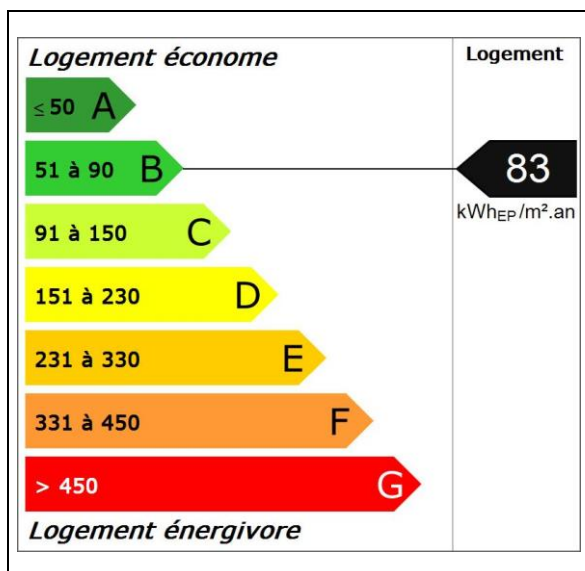 Logement économe
Logement
≤ 50 A
51 à 90 B
83
kWhEP/m².an
91 à 150 C
151 à 230 D
231 à 330 E
331 à 450 F
> 450 G
Logement énergivore